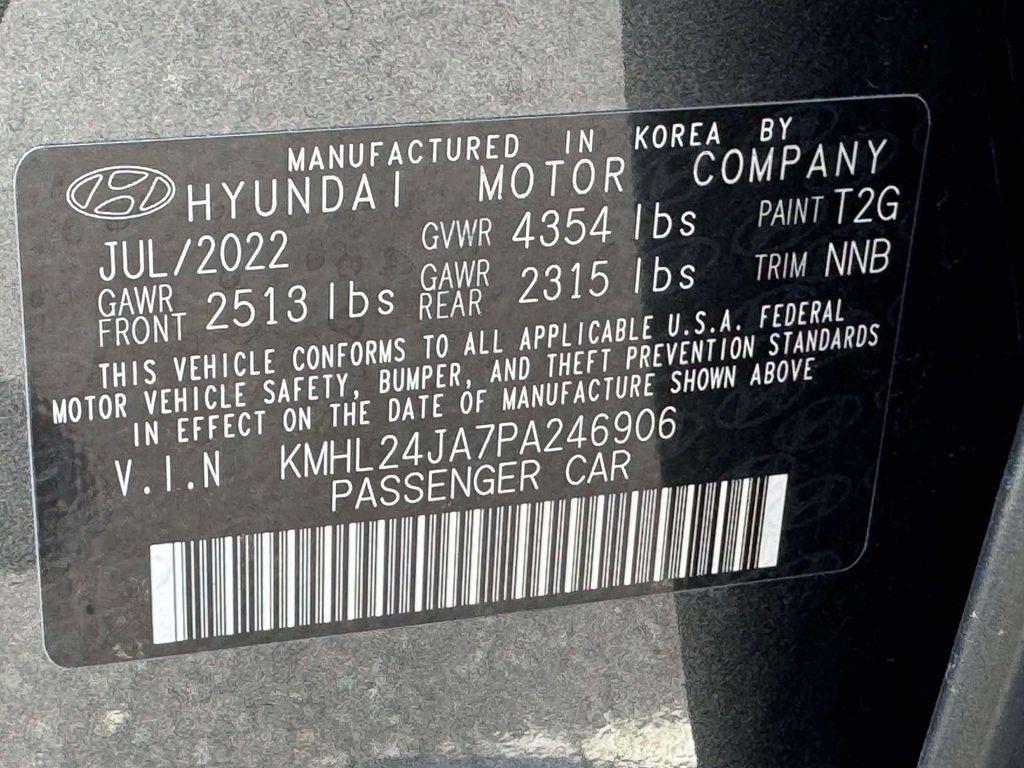 MANUFACTURED IN KOREA BY
HYUNDAI MOTOR COMPANY
JUL/2022 GVWR 4354 lbs PAINT T2G
GAWR FRONT 2513 lbs GAWR REAR 2315 lbs TRIM NNB
THIS VEHICLE CONFORMS TO ALL APPLICABLE U.S.A. FEDERAL
MOTOR VEHICLE SAFETY, BUMPER, AND THEFT PREVENTION STANDARDS
IN EFFECT ON THE DATE OF MANUFACTURE SHOWN ABOVE
V.I.N KMHL24JA7PA246906
PASSENGER CAR